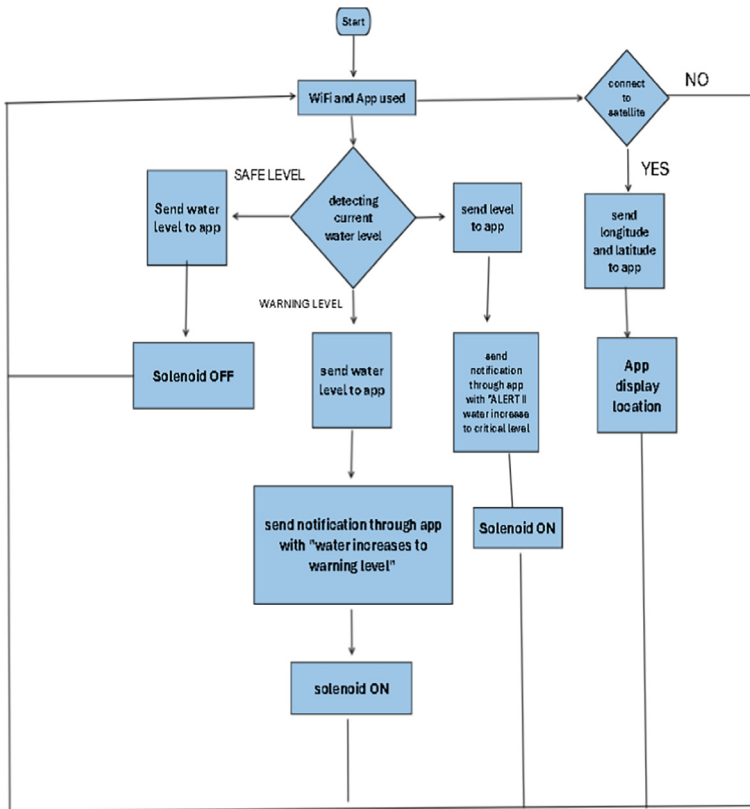 Start
WiFi and App used
connect
to
satellite
NO
YES
SAFE LEVEL
Send water
level to app
detecting
current
water level
send level
to app
send
longitude
and latitude
to app
WARNING LEVEL
Solenoid OFF
send water
level to app
send
notification
through app
with "ALERT II
water increase
to critical level
App
display
location
send notification through app
with "water increases to
warning level"
Solenoid ON
solenoid ON